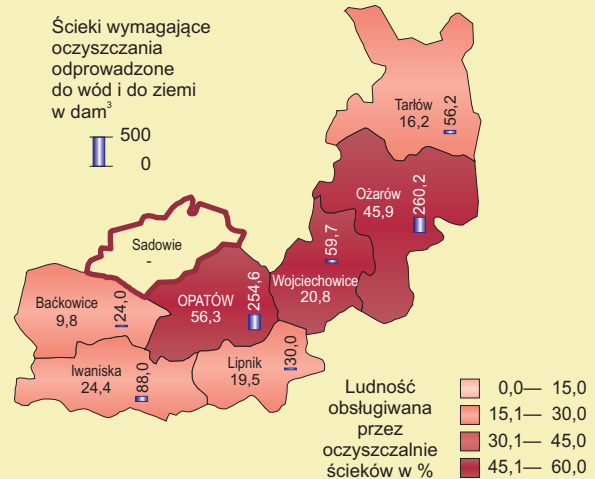 Ścieki wymagające
oczyszczania
odprowadzone
do wód i do ziemi
w dam³
500
0
Tarłów
16,2
56,2
Ożarów
45,9
260,2
59,7
Wojciechowice
20,8
Sadowie
-
OPATÓW
56,3
254,6
Baćkowice
9,8
24,0
Iwaniska
24,4
88,0
Lipnik
19,5
30,0
Ludność
obsługiwana
przez
oczyszczalnie
ścieków w %
0,0— 15,0
15,1— 30,0
30,1— 45,0
45,1— 60,0